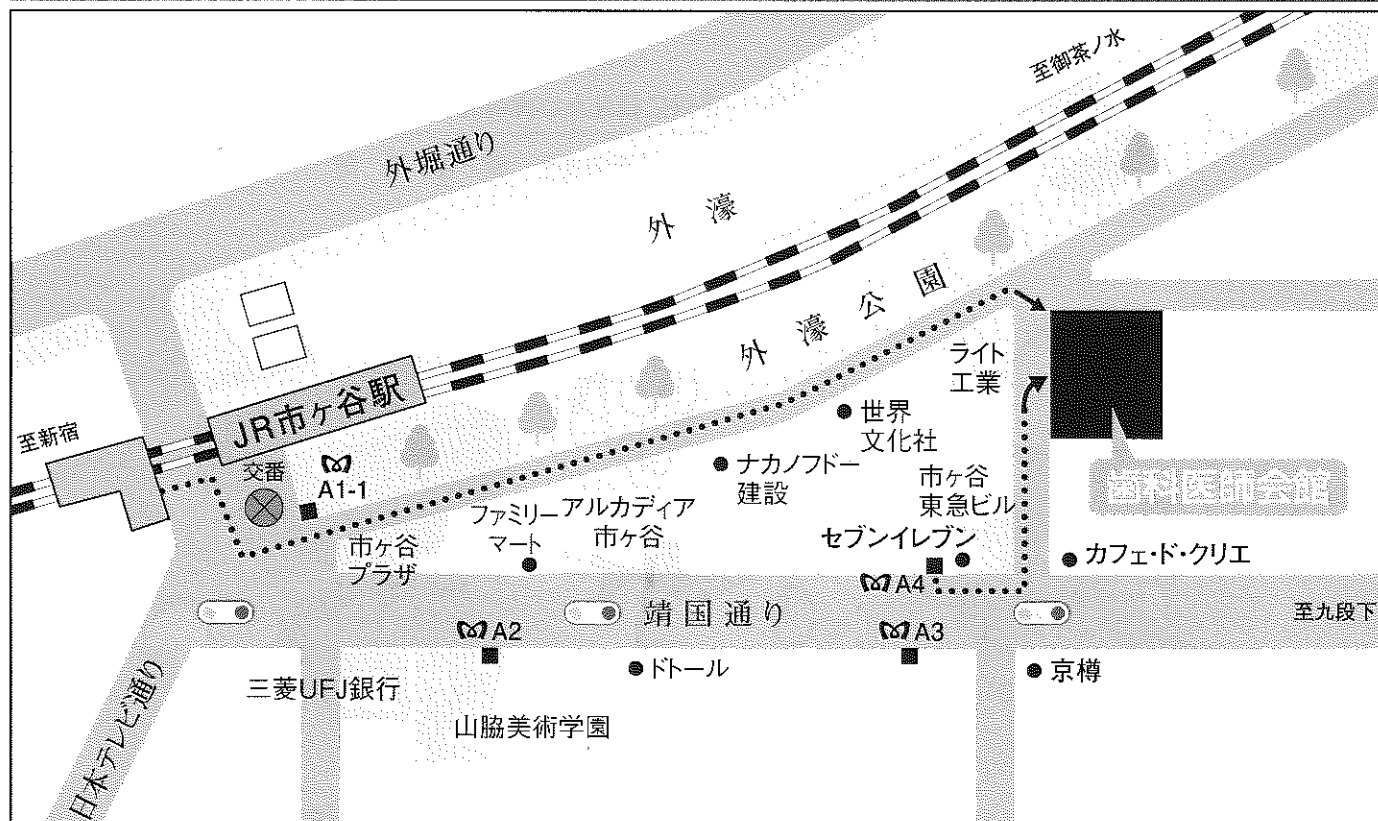 至御茶ノ水
外堀通り
外濠
外濠公園
JR市ヶ谷駅
至新宿
交番
A1-1
ライト
工業
世界
文化社
ナカノフドー
建設
市ヶ谷
東急ビル
歯科医師会館
ファミリー
マート
アルカディア
市ヶ谷
市ヶ谷
プラザ
セブンイレブン
カフェ・ド・クリエ
A4
靖国通り
至九段下
A2
A3
ドトール
京樽
三菱UFJ銀行
山脇美術学園
日本テレビ通り